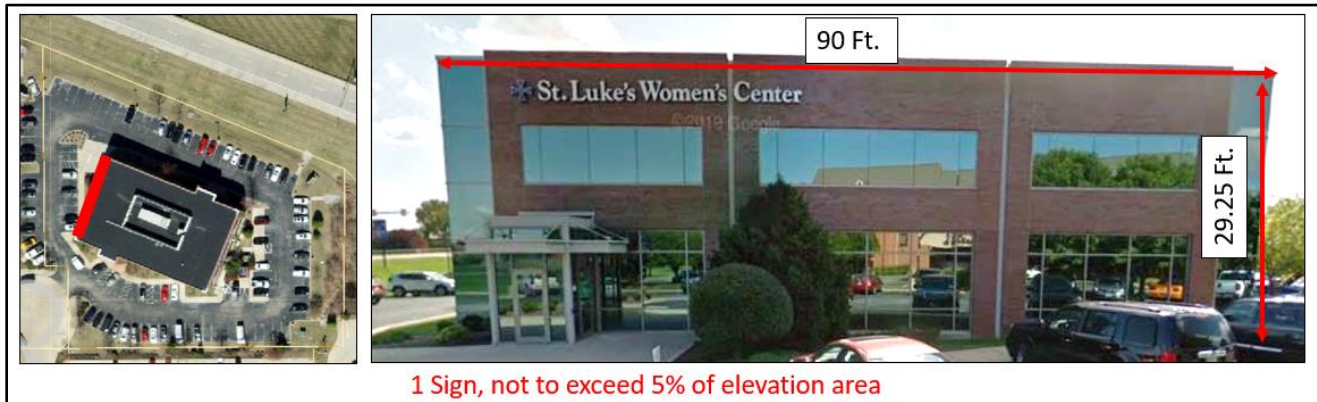 90 Ft.
St. Luke's Women's Center
©2019 Google
29.25 Ft.
1 Sign, not to exceed 5% of elevation area